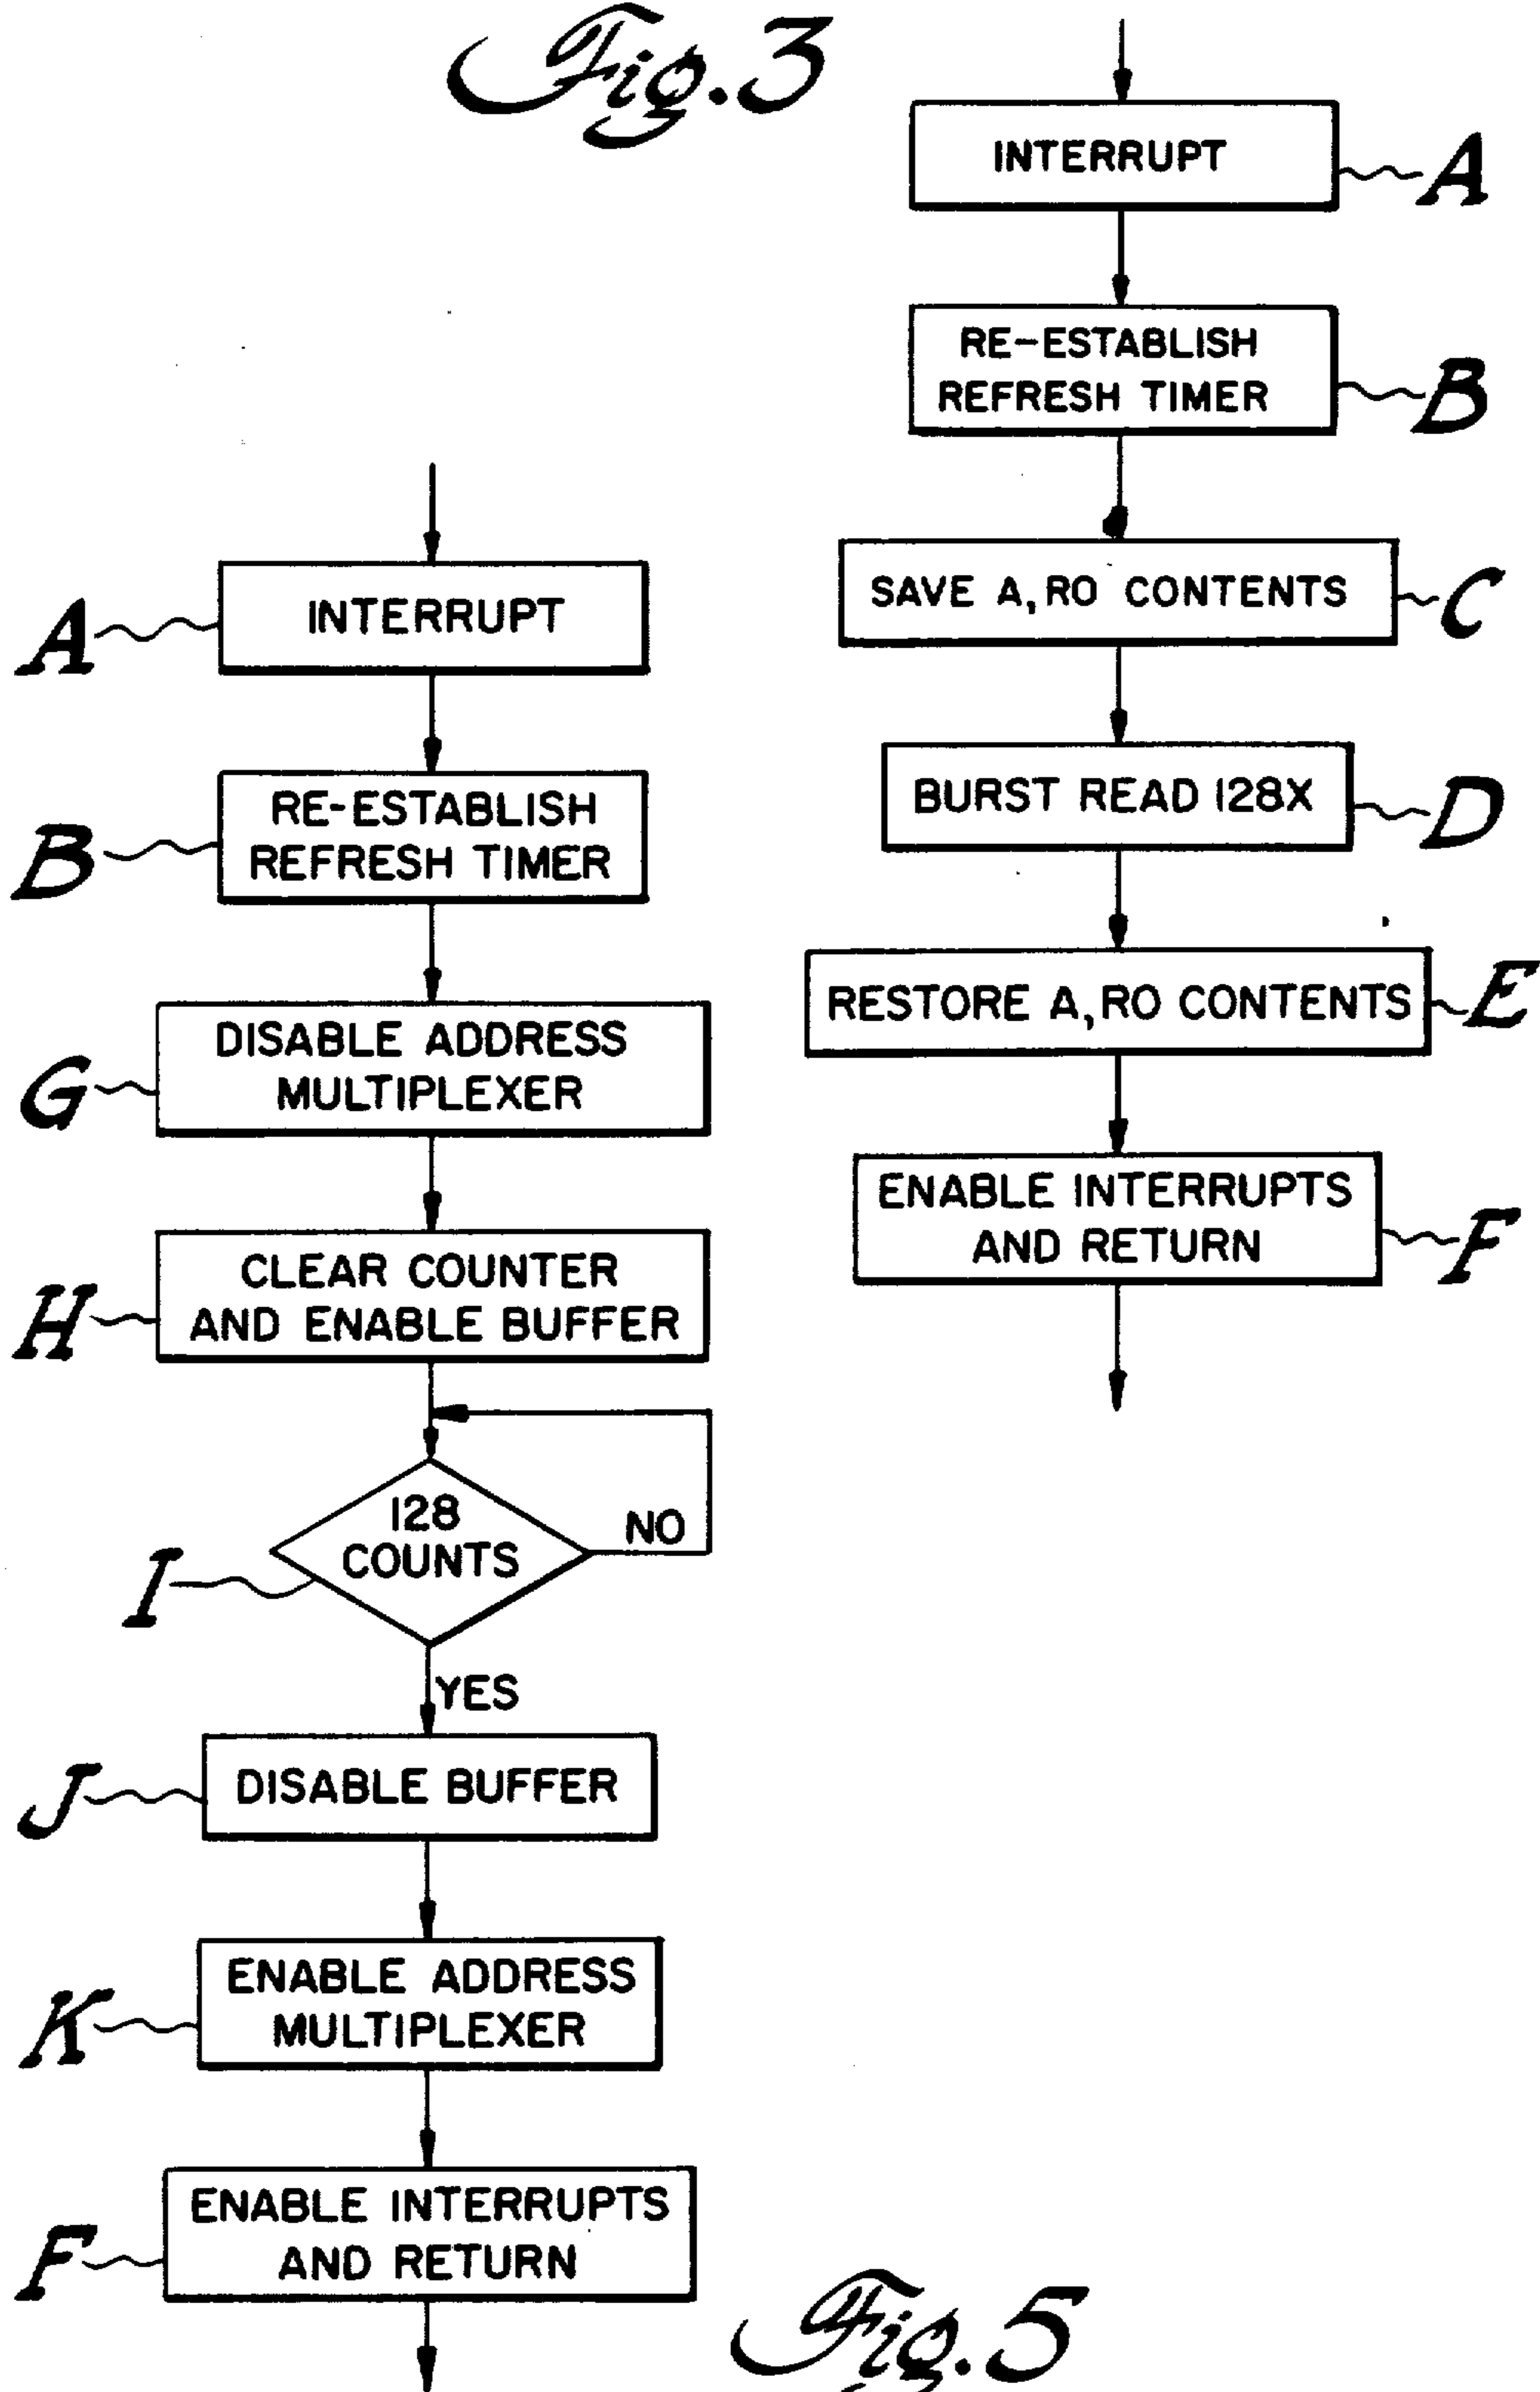 Fig. 3
INTERRUPT
A
RE-ESTABLISH
REFRESH TIMER
B
SAVE A, RO CONTENTS
C
BURST READ 128X
D
RESTORE A, RO CONTENTS
E
ENABLE INTERRUPTS
AND RETURN
F
A
INTERRUPT
B
RE-ESTABLISH
REFRESH TIMER
G
DISABLE ADDRESS
MULTIPLEXER
H
CLEAR COUNTER
AND ENABLE BUFFER
I
128
COUNTS
NO
YES
J
DISABLE BUFFER
K
ENABLE ADDRESS
MULTIPLEXER
F
ENABLE INTERRUPTS
AND RETURN
Fig. 5